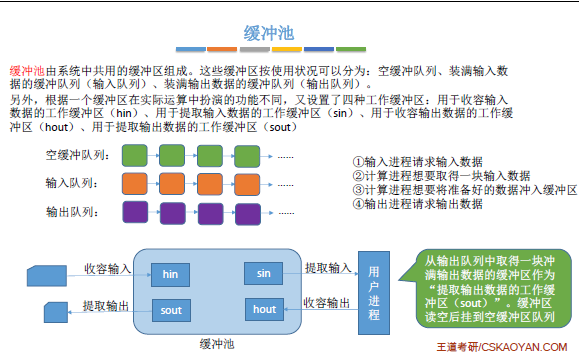 缓冲池
缓冲池由系统中共用的缓冲区组成。这些缓冲区按使用状况可以分为：空缓冲队列、装满输入数
据的缓冲队列（输入队列）、装满输出数据的缓冲队列（输出队列）。
另外，根据一个缓冲区在实际运算中扮演的功能不同，又设置了四种工作缓冲区：用于收容输入
数据的工作缓冲区（hin）、用于提取输入数据的工作缓冲区（sin）、用于收容输出数据的工作缓
冲区（hout）、用于提取输出数据的工作缓冲区（sout）
空缓冲队列：
……
输入队列：
……
输出队列：
……
①输入进程请求输入数据
②计算进程想要取得一块输入数据
③计算进程想要将准备好的数据冲入缓冲区
④输出进程请求输出数据
收容输入
hin
sin
提取输入
提取输出
sout
hout
收容输出
缓冲池
用户进程
从输出队列中取得一块冲
满输出数据的缓冲区作为
“提取输出数据的工作缓
冲区（sout）”。缓冲区
读空后挂到空缓冲区队列
王道考研/CSKAOYAN.COM